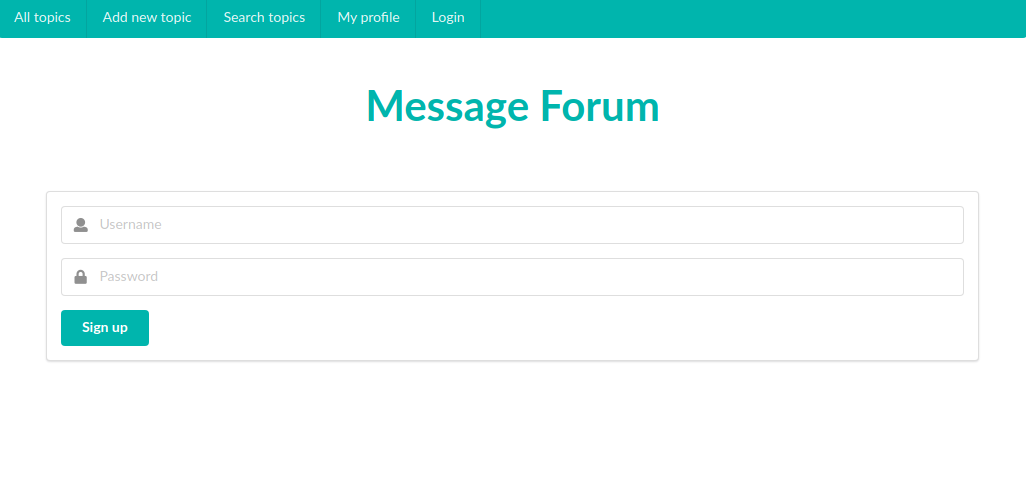 All topics Add new topic Search topics My profile Login
Message Forum
Username
Password
Sign up